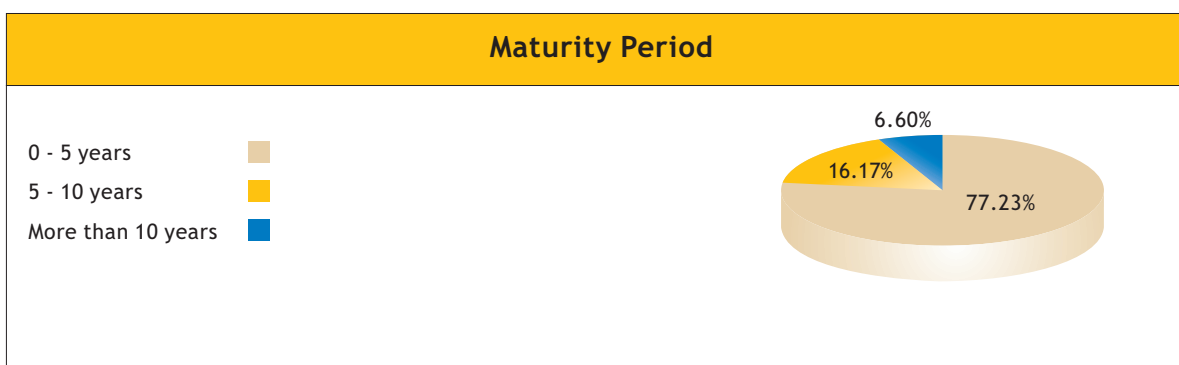 Maturity Period
0 - 5 years
5 - 10 years
More than 10 years
6.60%
16.17%
77.23%